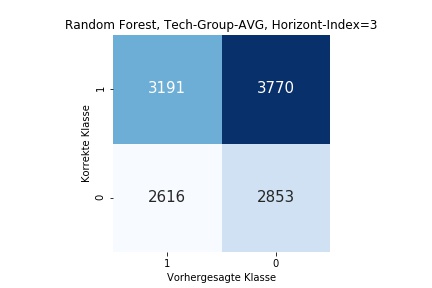 Random Forest, Tech-Group-AVG, Horizont-Index=3
3191 3770
1
Korrekte Klasse
2616 2853
0
1 0
Vorhergesagte Klasse